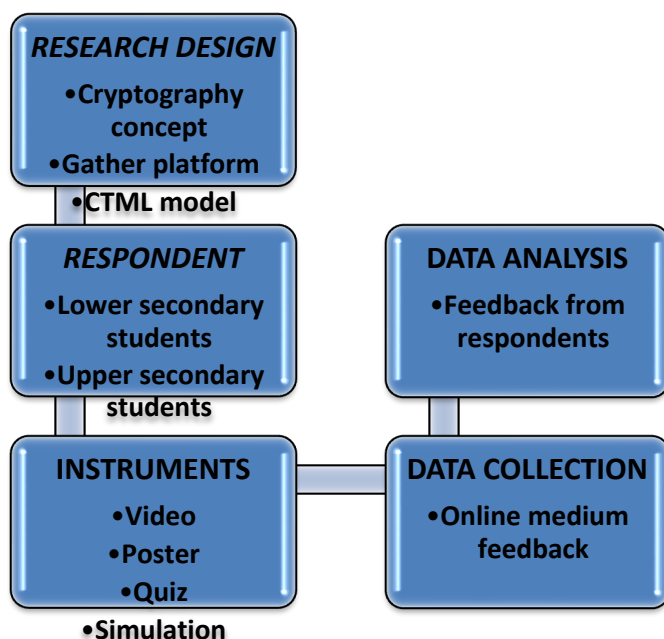 RESEARCH DESIGN
•Cryptography
concept
•Gather platform
•CTML model
RESPONDENT
•Lower secondary
students
•Upper secondary
students
INSTRUMENTS
•Video
•Poster
•Quiz
•Simulation
DATA COLLECTION
•Online medium
feedback
DATA ANALYSIS
•Feedback from
respondents